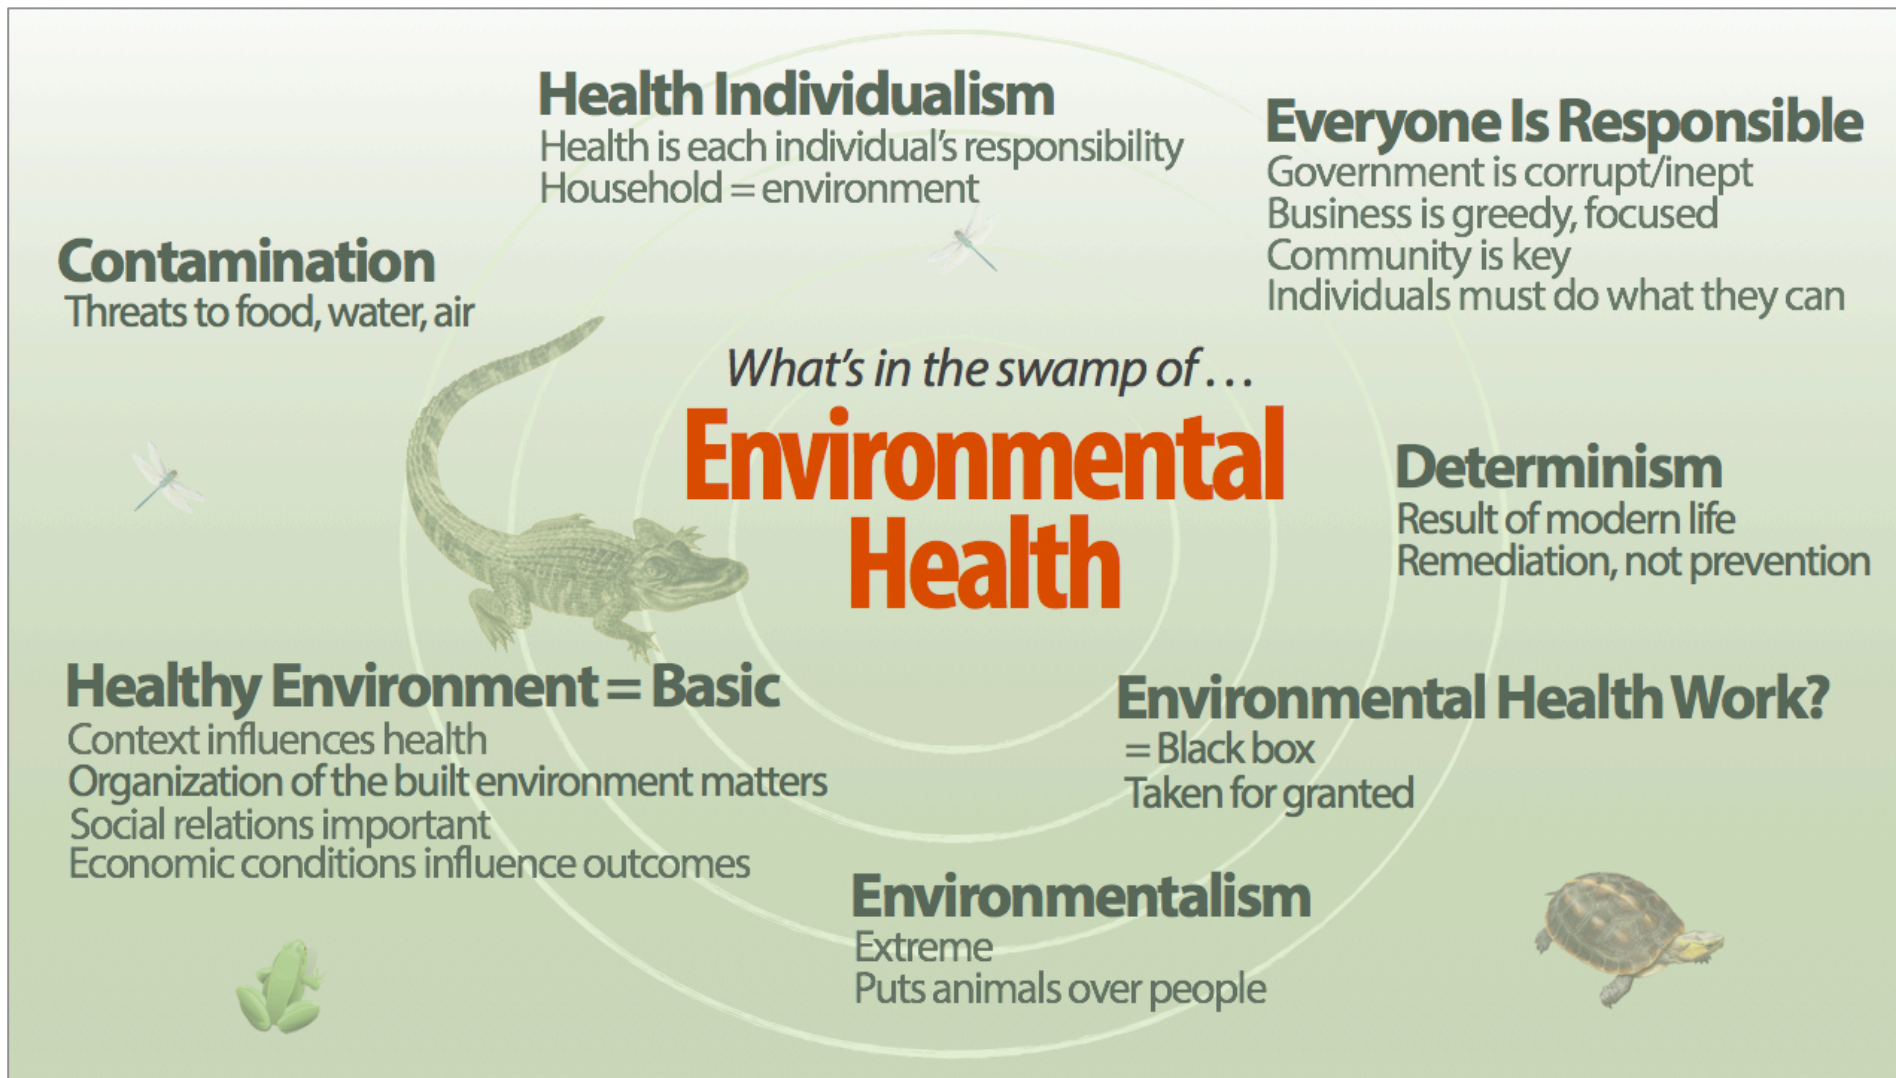 Health Individualism
Health is each individual's responsibility
Household = environment
Everyone Is Responsible
Government is corrupt/inept
Business is greedy, focused
Community is key
Individuals must do what they can
Contamination
Threats to food, water, air
What's in the swamp of . . .
Environmental
Health
Determinism
Result of modern life
Remediation, not prevention
Healthy Environment = Basic
Context influences health
Organization of the built environment matters
Social relations important
Economic conditions influence outcomes
Environmental Health Work?
= Black box
Taken for granted
Environmentalism
Extreme
Puts animals over people